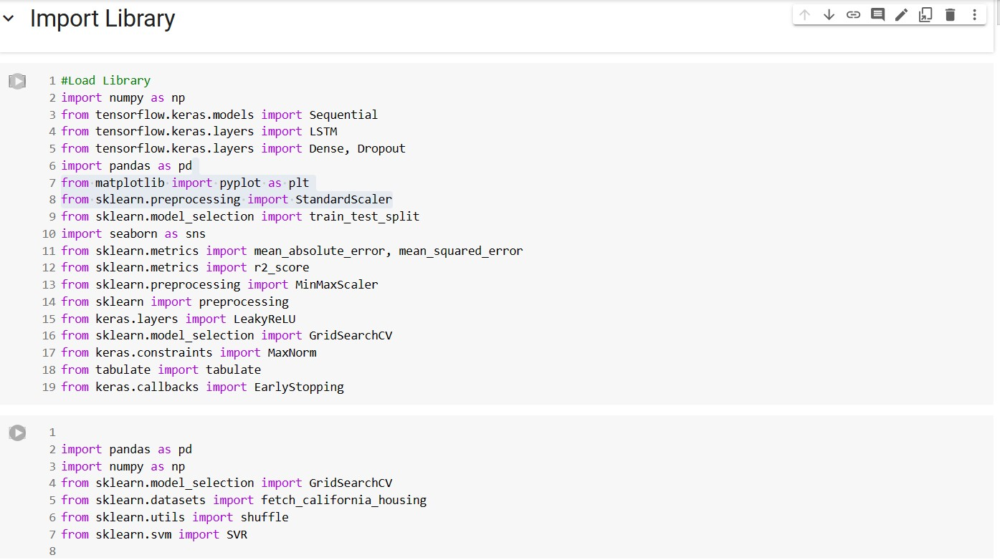 Import Library
1 #Load Library
2 import numpy as np
3 from tensorflow.keras.models import Sequential
4 from tensorflow.keras.layers import LSTM
5 from tensorflow.keras.layers import Dense, Dropout
6 import pandas as pd
7 from matplotlib import pyplot as plt
8 from sklearn.preprocessing import StandardScaler
9 from sklearn.model_selection import train_test_split
10 import seaborn as sns
11 from sklearn.metrics import mean_absolute_error, mean_squared_error
12 from sklearn.metrics import r2_score
13 from sklearn.preprocessing import MinMaxScaler
14 from sklearn import preprocessing
15 from keras.layers import LeakyReLU
16 from sklearn.model_selection import GridSearchCV
17 from keras.constraints import MaxNorm
18 from tabulate import tabulate
19 from keras.callbacks import EarlyStopping
1
2 import pandas as pd
3 import numpy as np
4 from sklearn.model_selection import GridSearchCV
5 from sklearn.datasets import fetch_california_housing
6 from sklearn.utils import shuffle
7 from sklearn.svm import SVR
8